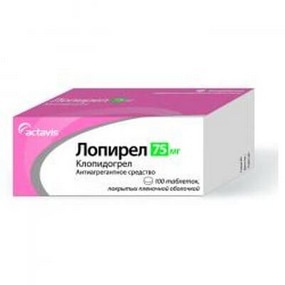 actavis
Лопирел 75 мг
Клопидогрел
Антиагрегантное средство
100 таблеток,
покрытых пленочной оболочкой